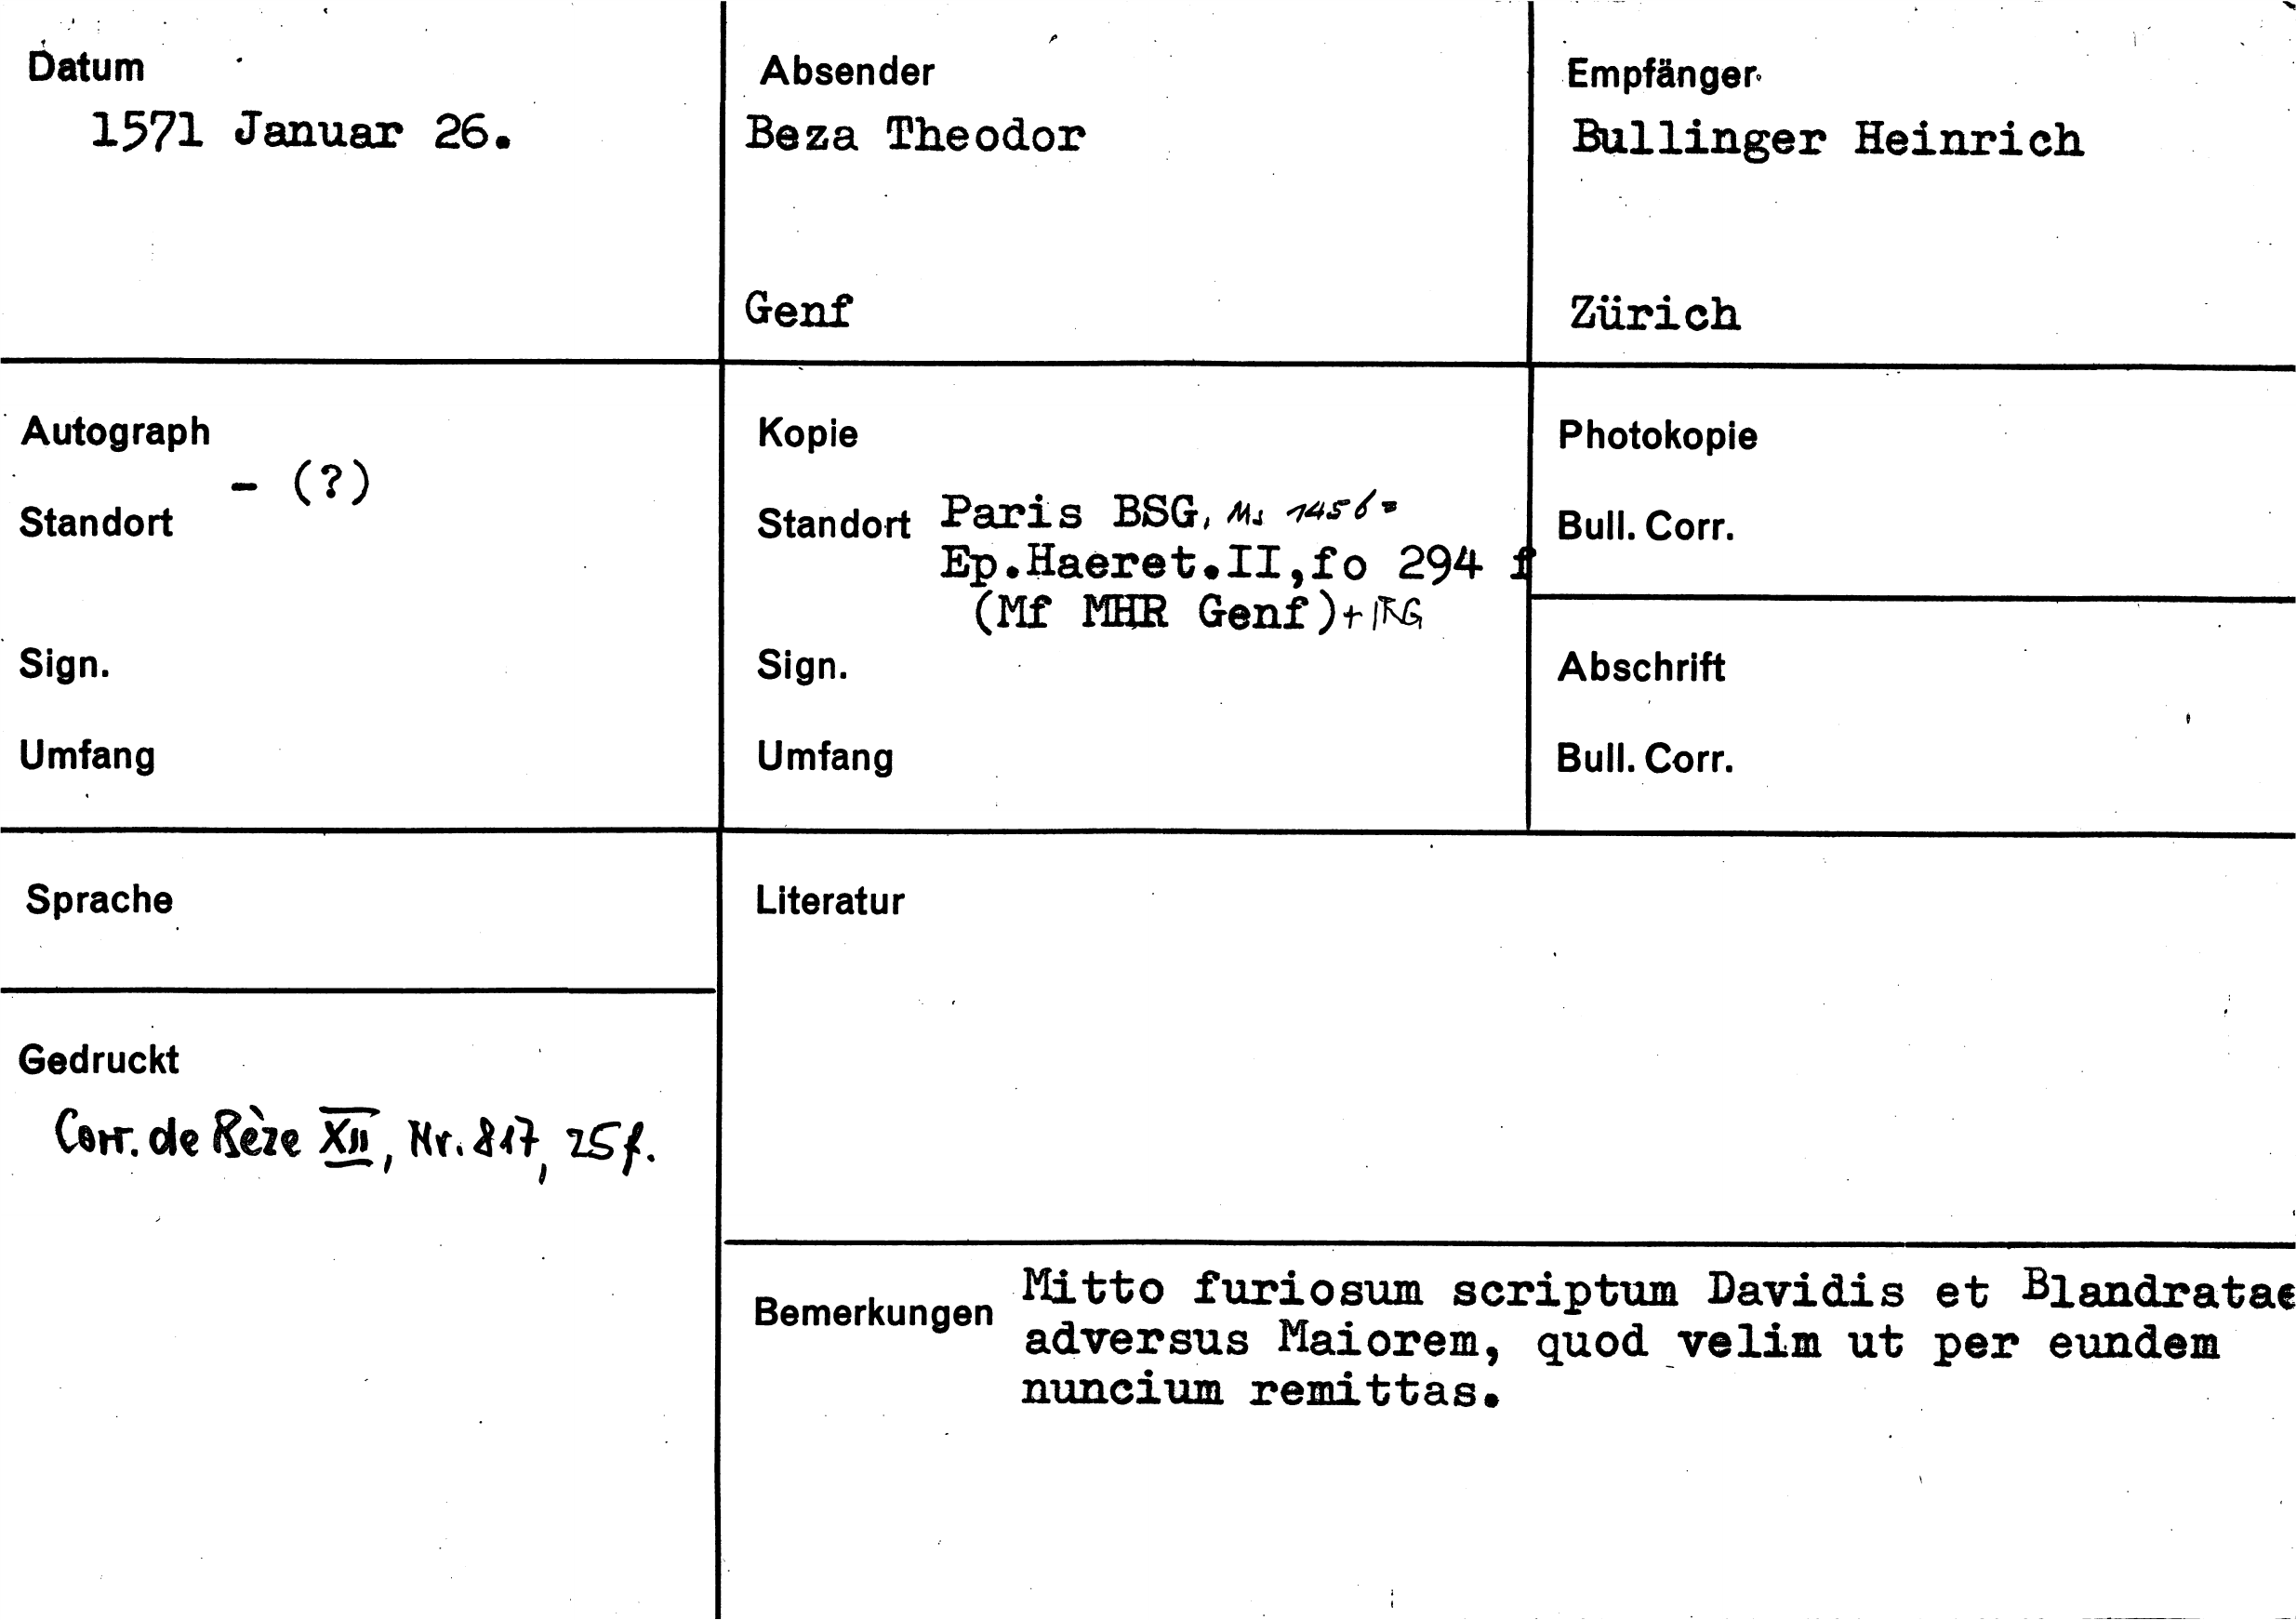 Datum
1571 Januar 26.
Absender
Beza Theodor
Genf
Empfänger
Bullinger Heinrich
Zürich
Autograph
- (?)
Standort
Sign.
Umfang
Kopie
Standort Paris BSG, Ms 1456 =
Ep.Haeret.II,fo 294 f
(Mf MHR Genf) + IRG
Sign.
Umfang
Photokopie
Bull. Corr.
Abschrift
Bull. Corr.
Sprache
Gedruckt
Corr. de Bèze XII, Nr. 817, 25f.
Literatur
Bemerkungen Mitto furiosum scriptum Davidis et Blandratae
adversus Maiorem, quod velim ut per eundem
nuncium remittas.